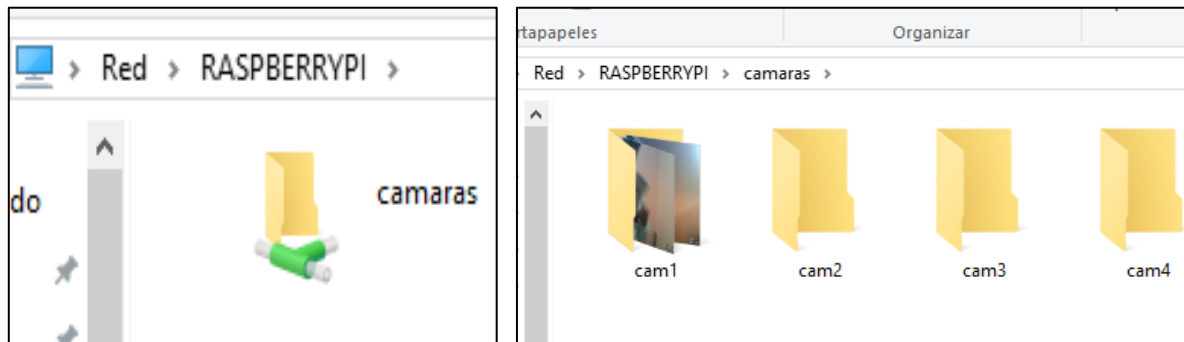 Red > RASPBERRYPI >
do
camaras
rtapapeles
Organizar
Red > RASPBERRYPI > camaras >
cam1
cam2
cam3
cam4